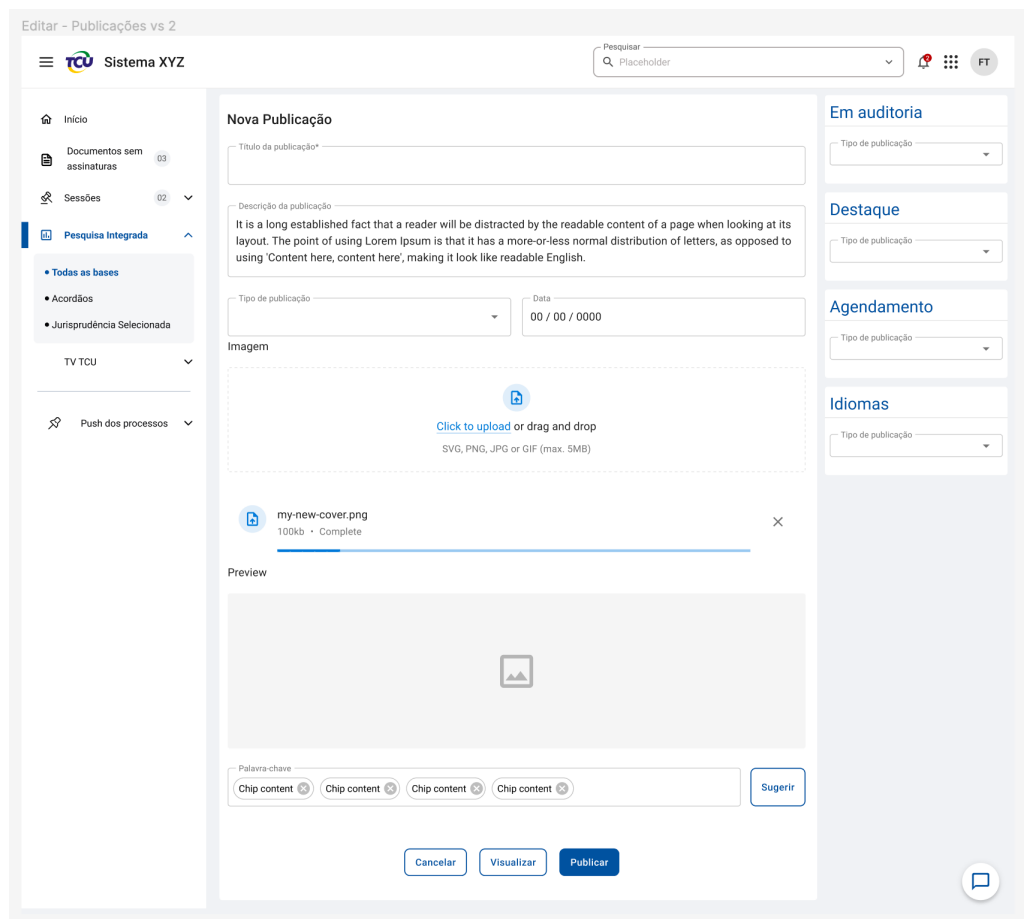 Editar - Publicações vs 2
TCU
Sistema XYZ
Pesquisar
Placeholder
2
FT
Início
Documentos sem
assinaturas
03
Sessões
02
Pesquisa Integrada
• Todas as bases
• Acordãos
• Jurisprudência Selecionada
TV TCU
Push dos processos
Nova Publicação
Título da publicação*
Descrição da publicação
It is a long established fact that a reader will be distracted by the readable content of a page when looking at its
layout. The point of using Lorem Ipsum is that it has a more-or-less normal distribution of letters, as opposed to
using 'Content here, content here', making it look like readable English.
Tipo de publicação
Data
00 / 00 / 0000
Imagem
Click to upload or drag and drop
SVG, PNG, JPG or GIF (max. 5MB)
my-new-cover.png
100kb • Complete
Preview
Palavra-chave
Chip content
Chip content
Chip content
Chip content
Sugerir
Cancelar
Visualizar
Publicar
Em auditoria
Tipo de publicação
Destaque
Tipo de publicação
Agendamento
Tipo de publicação
Idiomas
Tipo de publicação